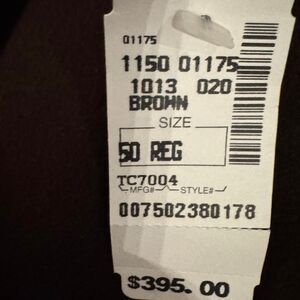 01175
1150 01175
1013 020
BROWN
SIZE
50 REG
TC7004
MFG# STYLE#
007502380178
$395.00